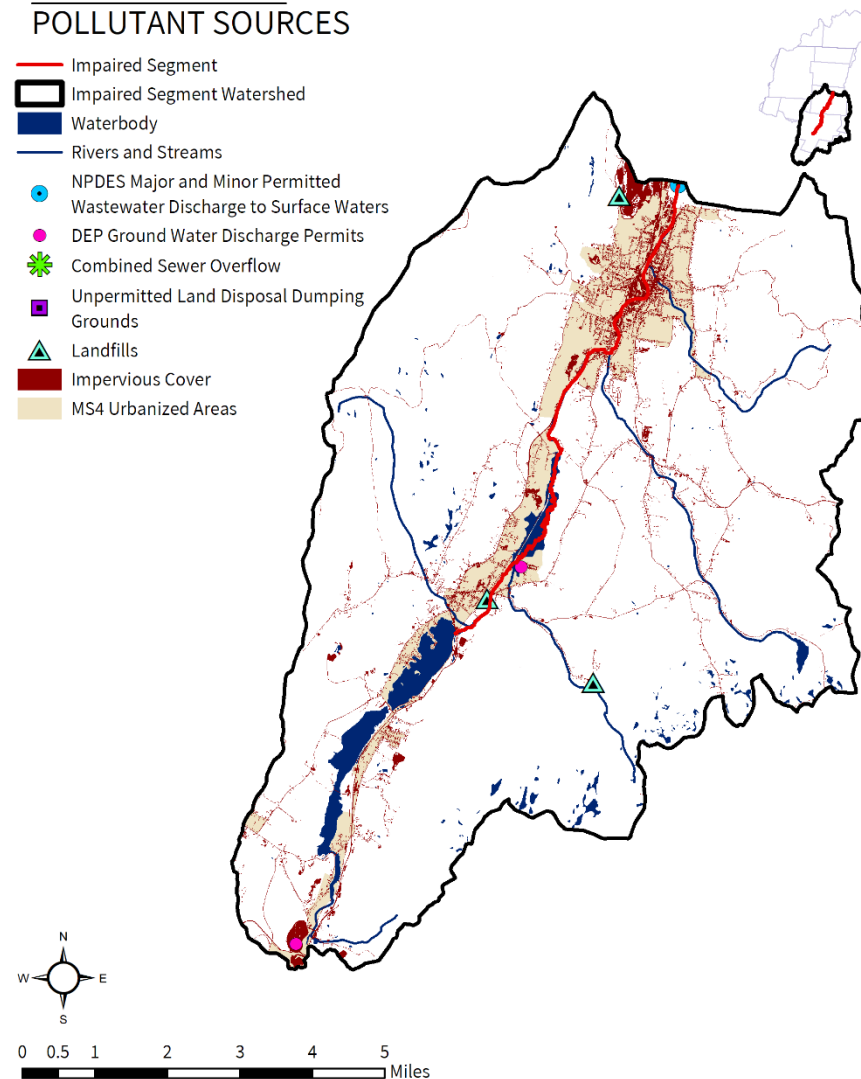 POLLUTANT SOURCES
Impaired Segment
Impaired Segment Watershed
Waterbody
Rivers and Streams
NPDES Major and Minor Permitted
Wastewater Discharge to Surface Waters
DEP Ground Water Discharge Permits
Combined Sewer Overflow
Unpermitted Land Disposal Dumping
Grounds
Landfills
Impervious Cover
MS4 Urbanized Areas
N
W E
S
0 0.5 1 2 3 4 5
Miles